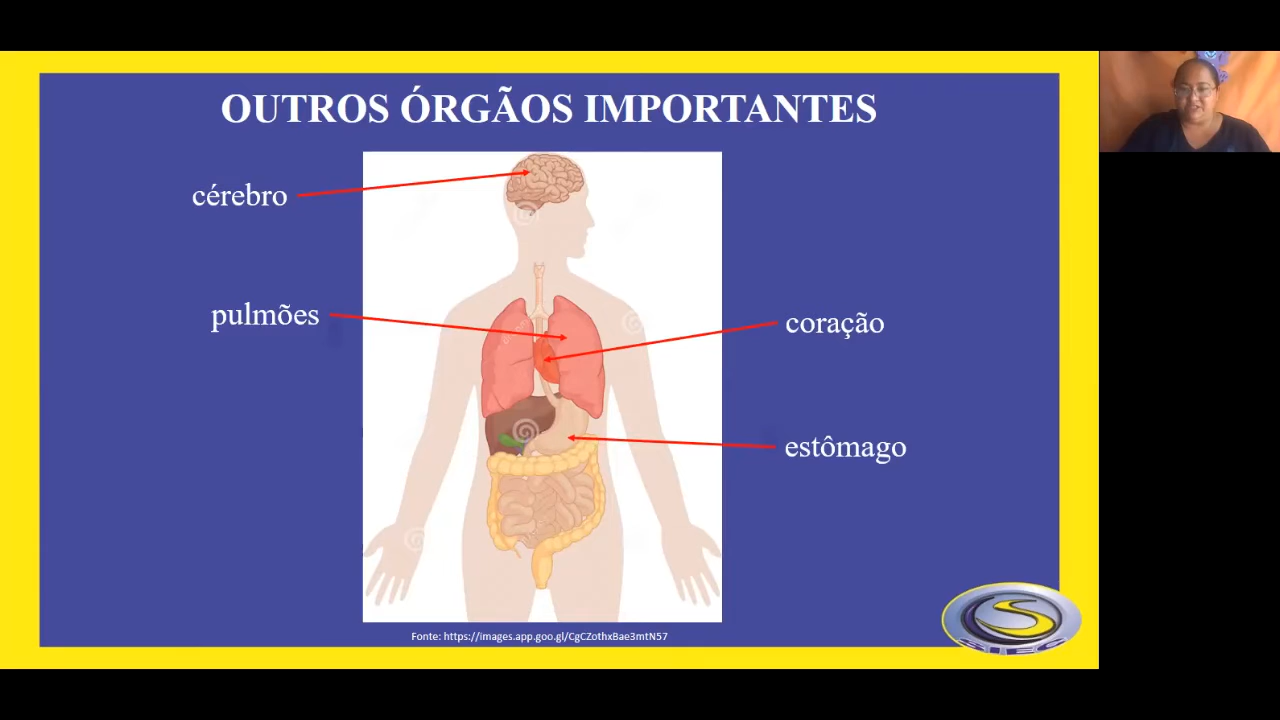 OUTROS ÓRGÃOS IMPORTANTES
cérebro
pulmões
coração
estômago
Fonte: https://images.app.goo.gl/CgCZothxBae3mtN57